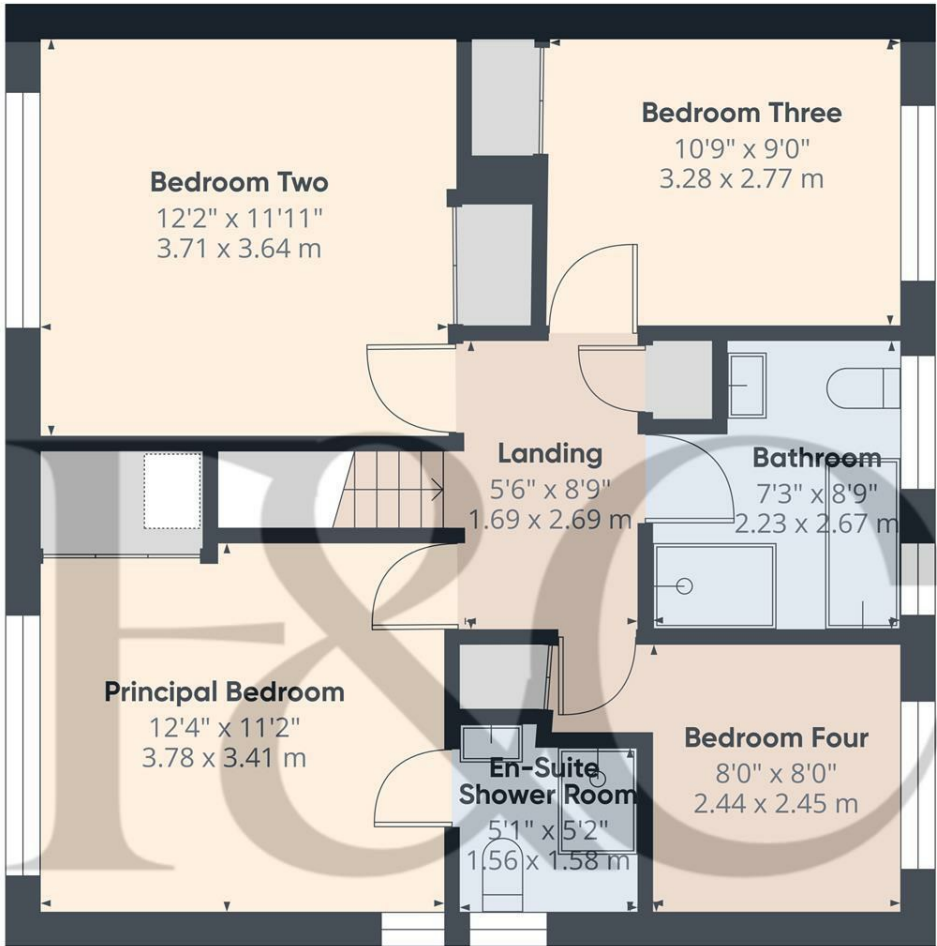 Bedroom Two
12'2" x 11'11"
3.71 x 3.64 m
Bedroom Three
10'9" x 9'0"
3.28 x 2.77 m
Landing
5'6" x 8'9"
1.69 x 2.69 m
Bathroom
7'3" x 8'9"
2.23 x 2.67 m
Principal Bedroom
12'4" x 11'2"
3.78 x 3.41 m
En-Suite
Shower Room
5'1" x 5'2"
1.56 x 1.58 m
Bedroom Four
8'0" x 8'0"
2.44 x 2.45 m
F&C